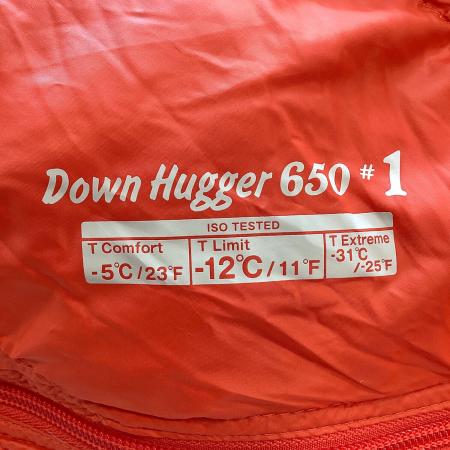 Down Hugger 650 #1
ISO TESTED
T Comfort T Limit T Extreme
-5℃/23℉ -12℃/11℉ -31℃
/-25℉